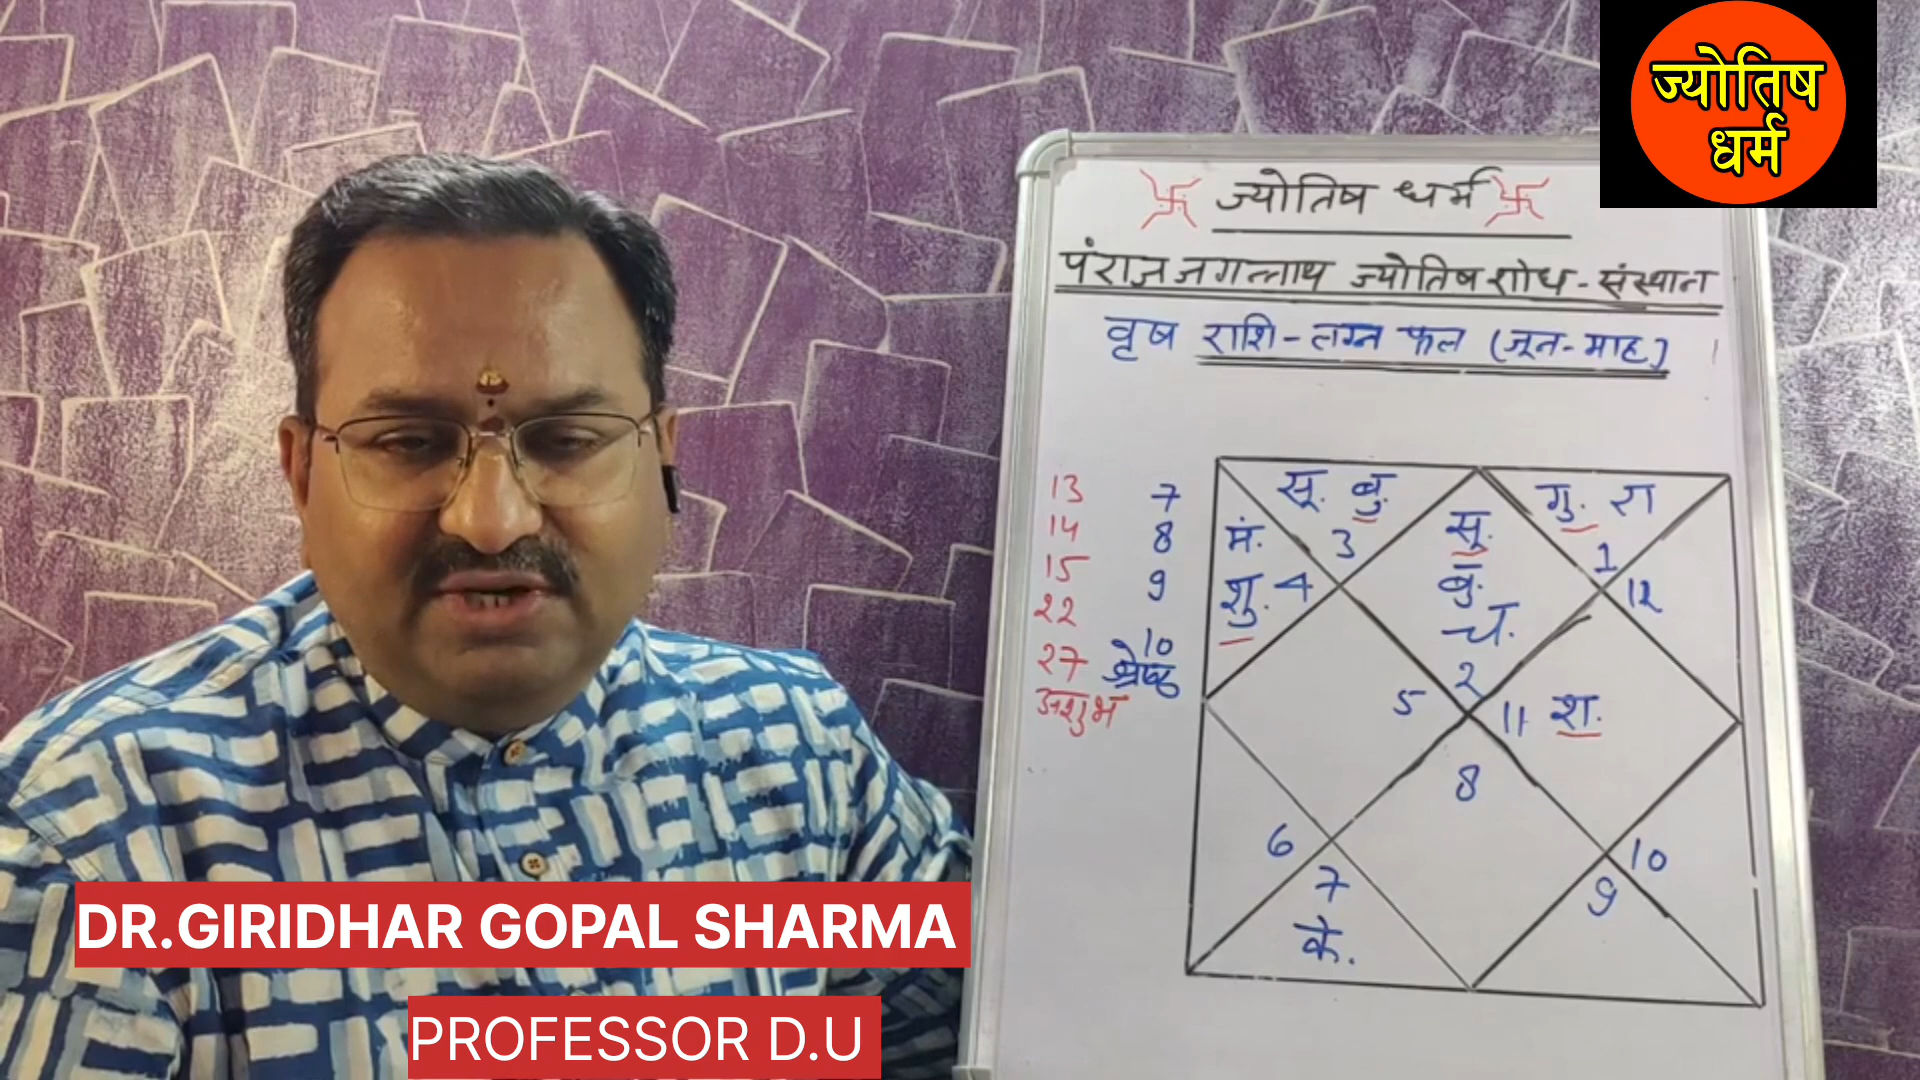 ज्योतिष
धर्म
ज्योतिष धर्म
पंराज जगन्नाथ ज्योतिष शोध-संस्थान
वृष राशि-लग्न फल (जून-माह)
13 7
14 8
15 9
22 10
27 श्रेष्ठ
अशुभ
सू. बु.
3
गु. रा
1
सू.
बु.
चं.
2
मं.
शु. 4
12
5
11 श.
8
6
7
के.
10
9
DR.GIRIDHAR GOPAL SHARMA
PROFESSOR D.U